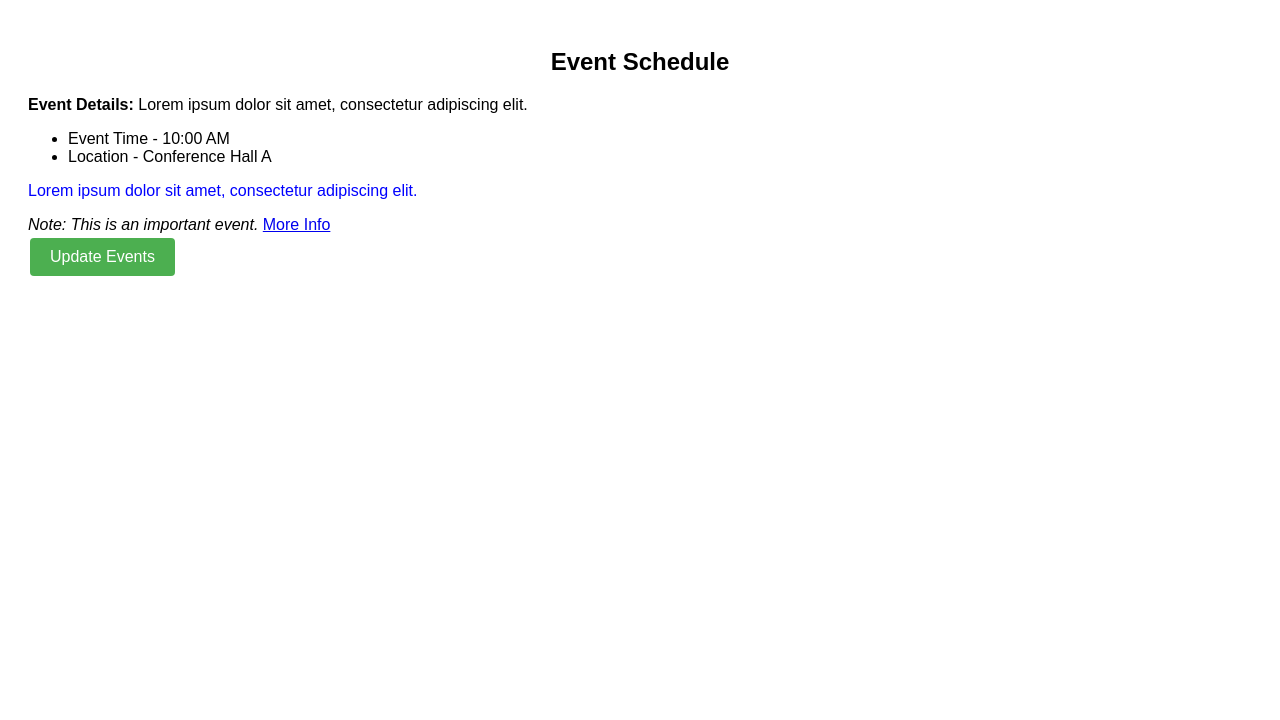 Event Schedule
Event Details: Lorem ipsum dolor sit amet, consectetur adipiscing elit.
Event Time - 10:00 AM
Location - Conference Hall A
Lorem ipsum dolor sit amet, consectetur adipiscing elit.
Note: This is an important event. More Info
Update Events